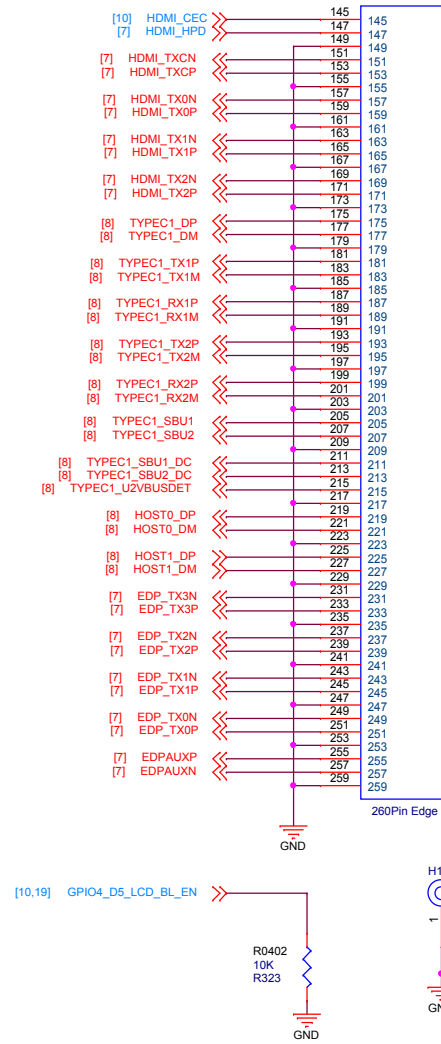 [10] HDMI_CEC 145 145
[7] HDMI_HPD 147 147
149 149
[7] HDMI_TXCN 151 151
[7] HDMI_TXCP 153 153
155 155
[7] HDMI_TX0N 157 157
[7] HDMI_TX0P 159 159
161 161
[7] HDMI_TX1N 163 163
[7] HDMI_TX1P 165 165
167 167
[7] HDMI_TX2N 169 169
[7] HDMI_TX2P 171 171
173 173
[8] TYPEC1_DP 175 175
[8] TYPEC1_DM 177 177
179 179
[8] TYPEC1_TX1P 181 181
[8] TYPEC1_TX1M 183 183
185 185
[8] TYPEC1_RX1P 187 187
[8] TYPEC1_RX1M 189 189
191 191
[8] TYPEC1_TX2P 193 193
[8] TYPEC1_TX2M 195 195
197 197
[8] TYPEC1_RX2P 199 199
[8] TYPEC1_RX2M 201 201
203 203
[8] TYPEC1_SBU1 205 205
[8] TYPEC1_SBU2 207 207
209 209
[8] TYPEC1_SBU1_DC 211 211
[8] TYPEC1_SBU2_DC 213 213
[8] TYPEC1_U2VBUSDET 215 215
217 217
[8] HOST0_DP 219 219
[8] HOST0_DM 221 221
223 223
[8] HOST1_DP 225 225
[8] HOST1_DM 227 227
229 229
[7] EDP_TX3N 231 231
[7] EDP_TX3P 233 233
235 235
[7] EDP_TX2N 237 237
[7] EDP_TX2P 239 239
241 241
[7] EDP_TX1N 243 243
[7] EDP_TX1P 245 245
247 247
[7] EDP_TX0N 249 249
[7] EDP_TX0P 251 251
253 253
[7] EDPAUXP 255 255
[7] EDPAUXN 257 257
259 259
260Pin Edge
GND
[10,19] GPIO4_D5_LCD_BL_EN
H1
1
R0402
10K
R323
GND